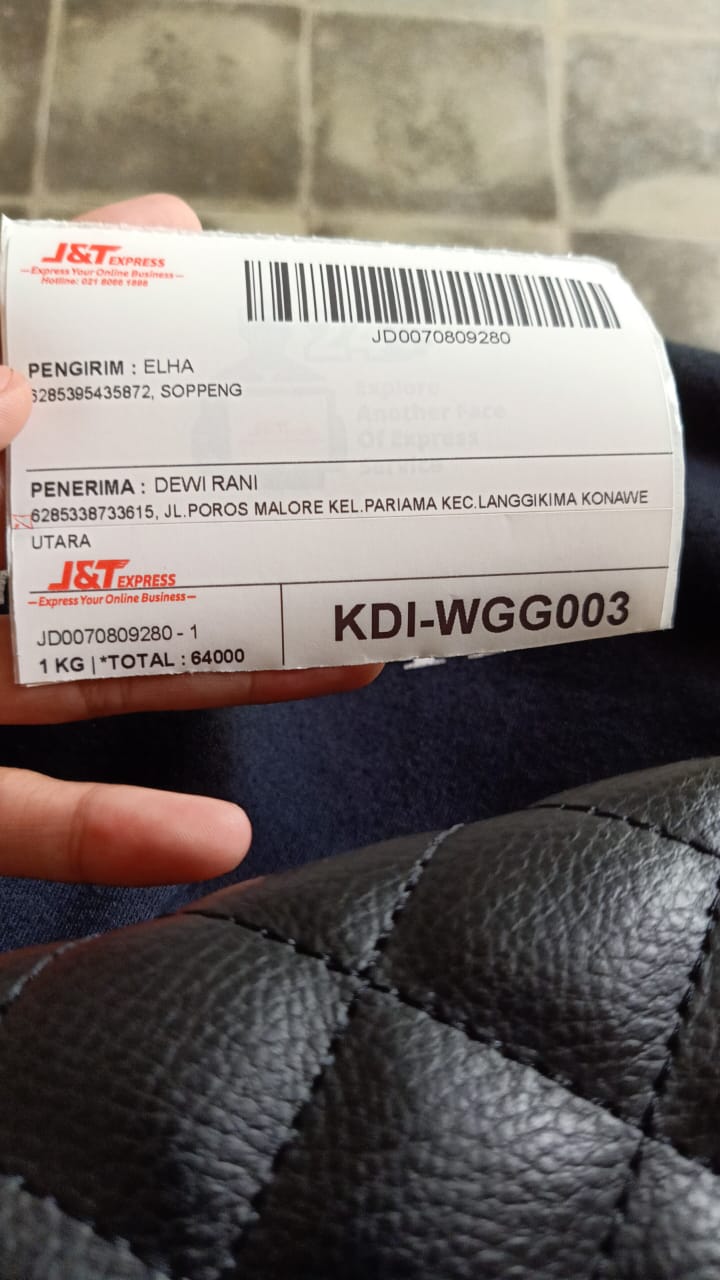 J&T EXPRESS
Express Your Online Business
Hotline: 021 8066 1888
JD0070809280
PENGIRIM : ELHA
6285395435872, SOPPENG
Explore
Another Face
Of Express
Service
PENERIMA : DEWI RANI
6285338733615, JL.POROS MALORE KEL.PARIAMA KEC.LANGGIKIMA KONAWE
UTARA
J&T EXPRESS
Express Your Online Business
JD0070809280 - 1
1 KG | *TOTAL : 64000
KDI-WGG003